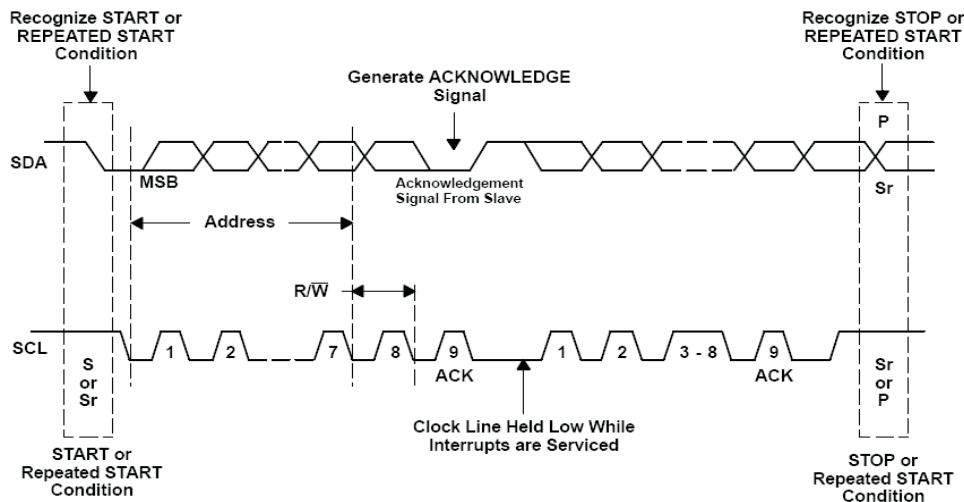 Recognize START or
REPEATED START
Condition
Recognize STOP or
REPEATED START
Condition
Generate ACKNOWLEDGE
Signal
P
SDA
MSB
Acknowledgement
Signal From Slave
Sr
Address
R/W̅
SCL
1
2
7
8
9
1
2
3 - 8
9
ACK
ACK
S
or
Sr
Sr
or
P
Clock Line Held Low While
Interrupts are Serviced
START or
Repeated START
Condition
STOP or
Repeated START
Condition